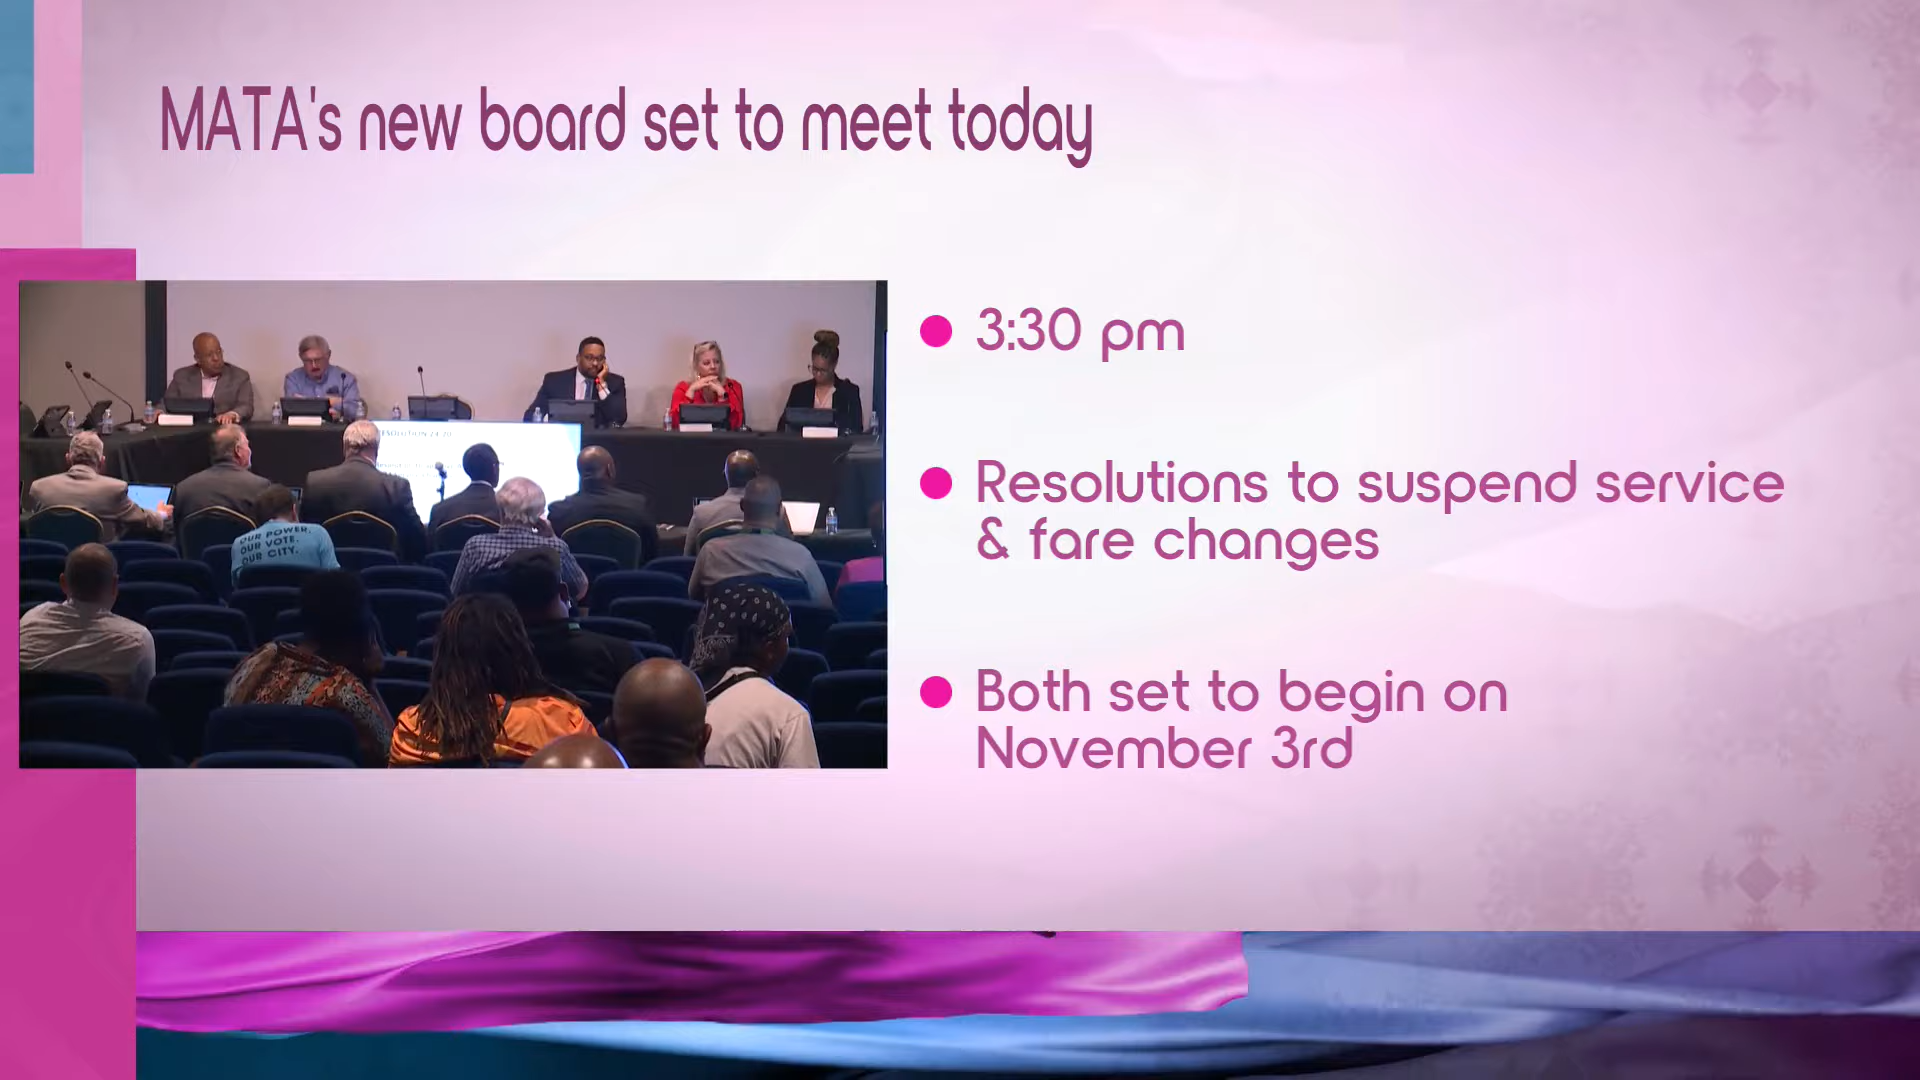 MATA's new board set to meet today
3:30 pm
Resolutions to suspend service
& fare changes
Both set to begin on
November 3rd
OUR POWER.
OUR VOTE.
OUR CITY.